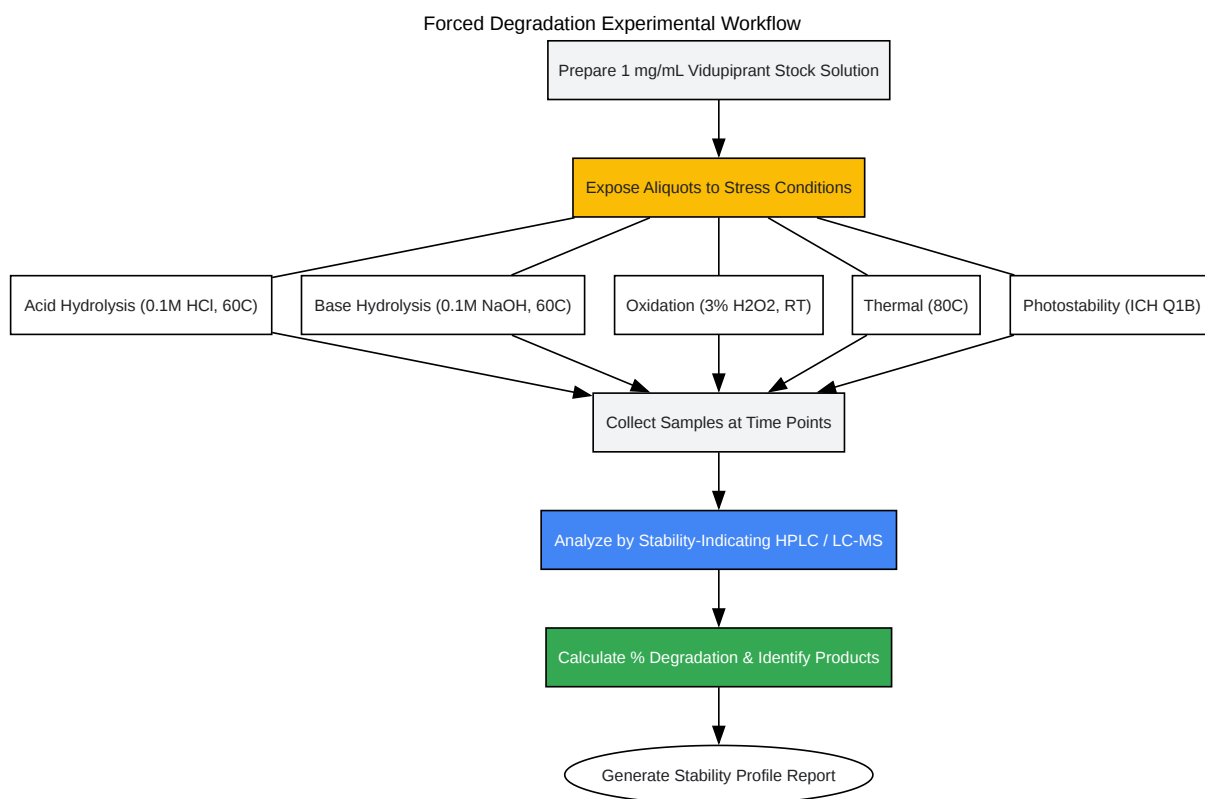 Forced Degradation Experimental Workflow
Prepare 1 mg/mL Vidupiprant Stock Solution
Expose Aliquots to Stress Conditions
Acid Hydrolysis (0.1M HCl, 60C)
Base Hydrolysis (0.1M NaOH, 60C)
Oxidation (3% H2O2, RT)
Thermal (80C)
Photostability (ICH Q1B)
Collect Samples at Time Points
Analyze by Stability-Indicating HPLC / LC-MS
Calculate % Degradation & Identify Products
Generate Stability Profile Report